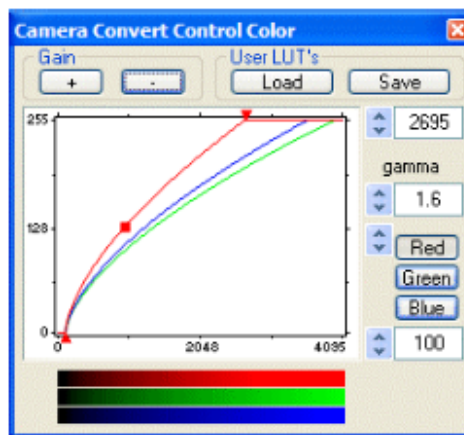 Camera Convert Control Color
Gain
User LUT's
+
-
Load
Save
255
128
0
0
2048
4095
2695
gamma
1.6
Red
Green
Blue
100